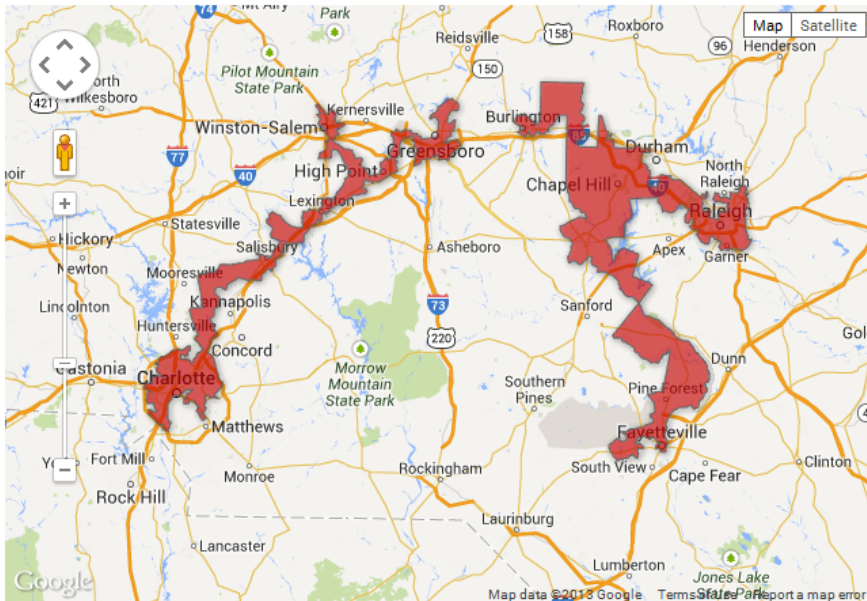 Mt Airy
74
Park
Roxboro
Map
Satellite
Reidsville
158
96
Henderson
150
Pilot Mountain
State Park
North
Wilkesboro
421
Kernersville
Burlington
Winston-Salem
85
Greensboro
Durham
77
High Point
North
Raleigh
40
Chapel Hill
40
noir
Lexington
Raleigh
Statesville
Salisbury
Hickory
Asheboro
Apex
Garner
Newton
Mooresville
Kannapolis
73
Sanford
Lincolnton
Gol
Huntersville
220
Concord
Morrow
Mountain
State Park
Dunn
Gastonia
Charlotte
Southern
Pines
Pine Forest
Matthews
Fayetteville
Yor
Fort Mill
South View
Clinton
Cape Fear
Monroe
Rockingham
Rock Hill
Laurinburg
Lancaster
Lumberton
Jones Lake
State Park
Google
Map data ©2013 Google
Terms of Use
Report a map error